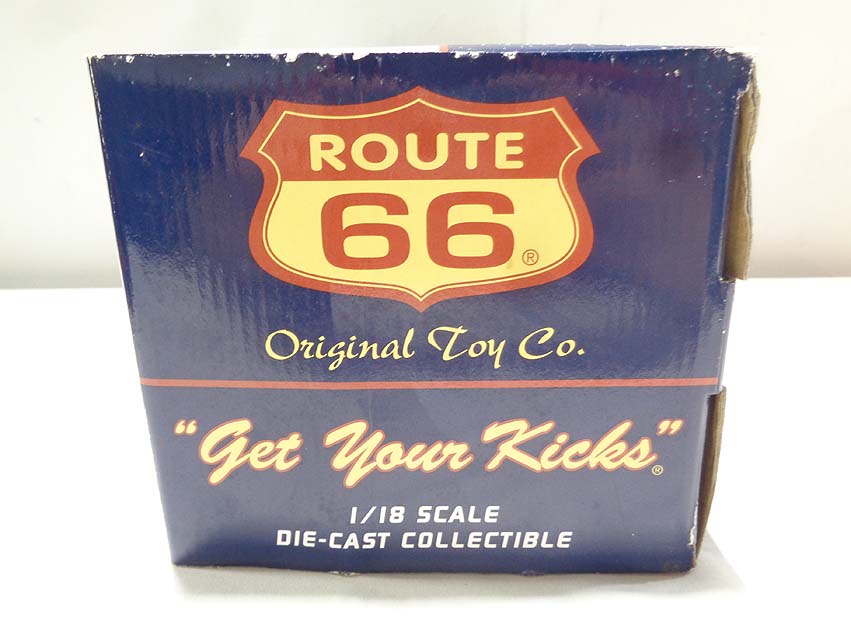 ROUTE
66®
Original Toy Co.
"Get Your Kicks"®
1/18 SCALE
DIE-CAST COLLECTIBLE